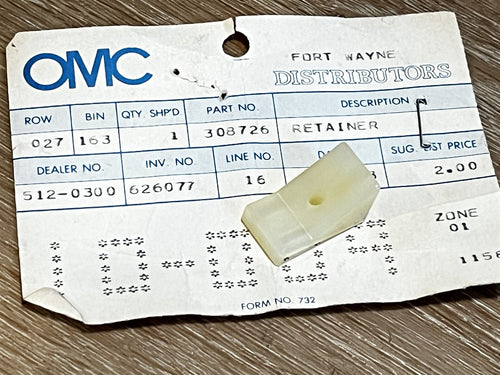 OMC
FORT WAYNE
DISTRIBUTORS
ROW BIN QTY. SHP'D PART NO. DESCRIPTION
027 163 1 308726 RETAINER
DEALER NO. INV. NO. LINE NO. SUG. LIST PRICE
512-0300 626077 16 2.00
ZONE
01
1156
FORM NO. 732